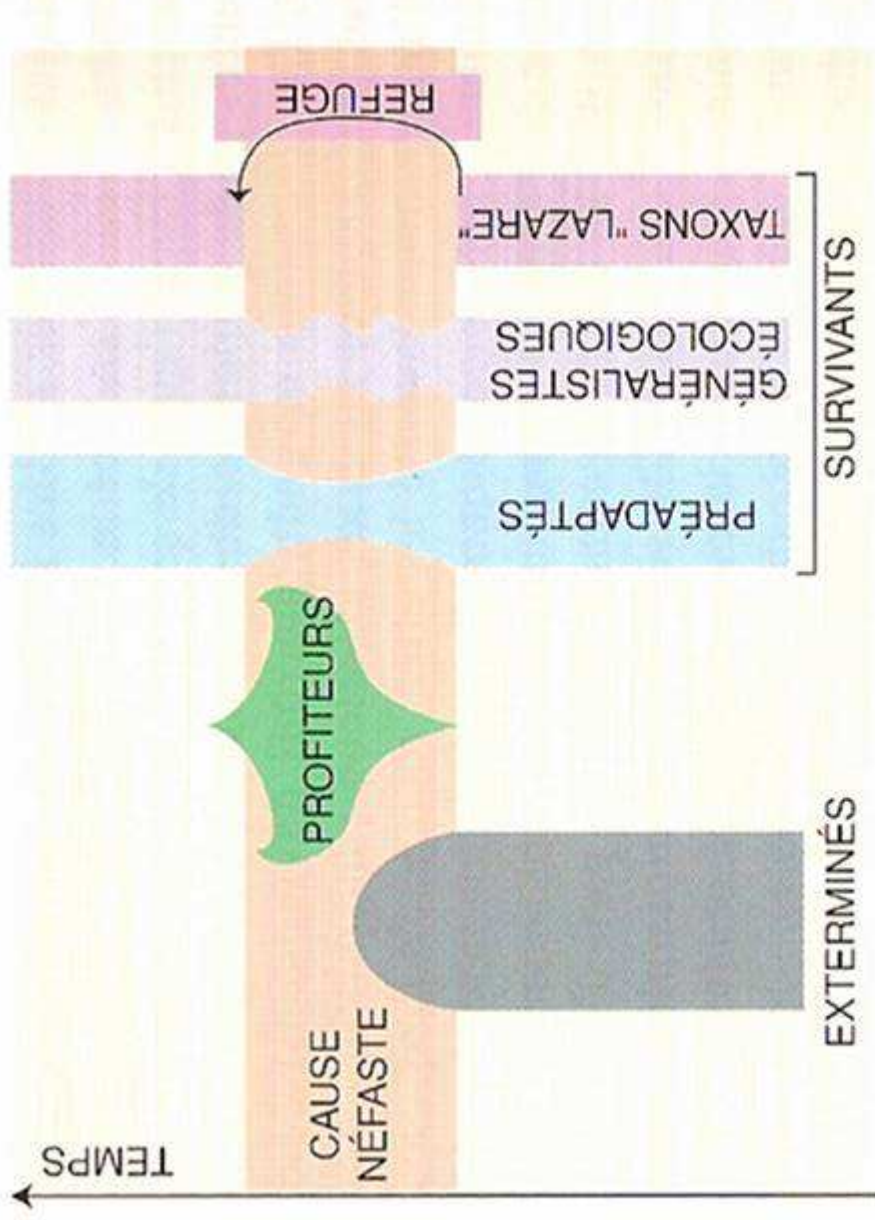 TEMPS
CAUSE
NÉFASTE
EXTERMINÉS
PROFITEURS
PRÉADAPTÉS
GÉNÉRALISTES
ÉCOLOGIQUES
TAXONS "LAZARE"
REFUGE
SURVIVANTS